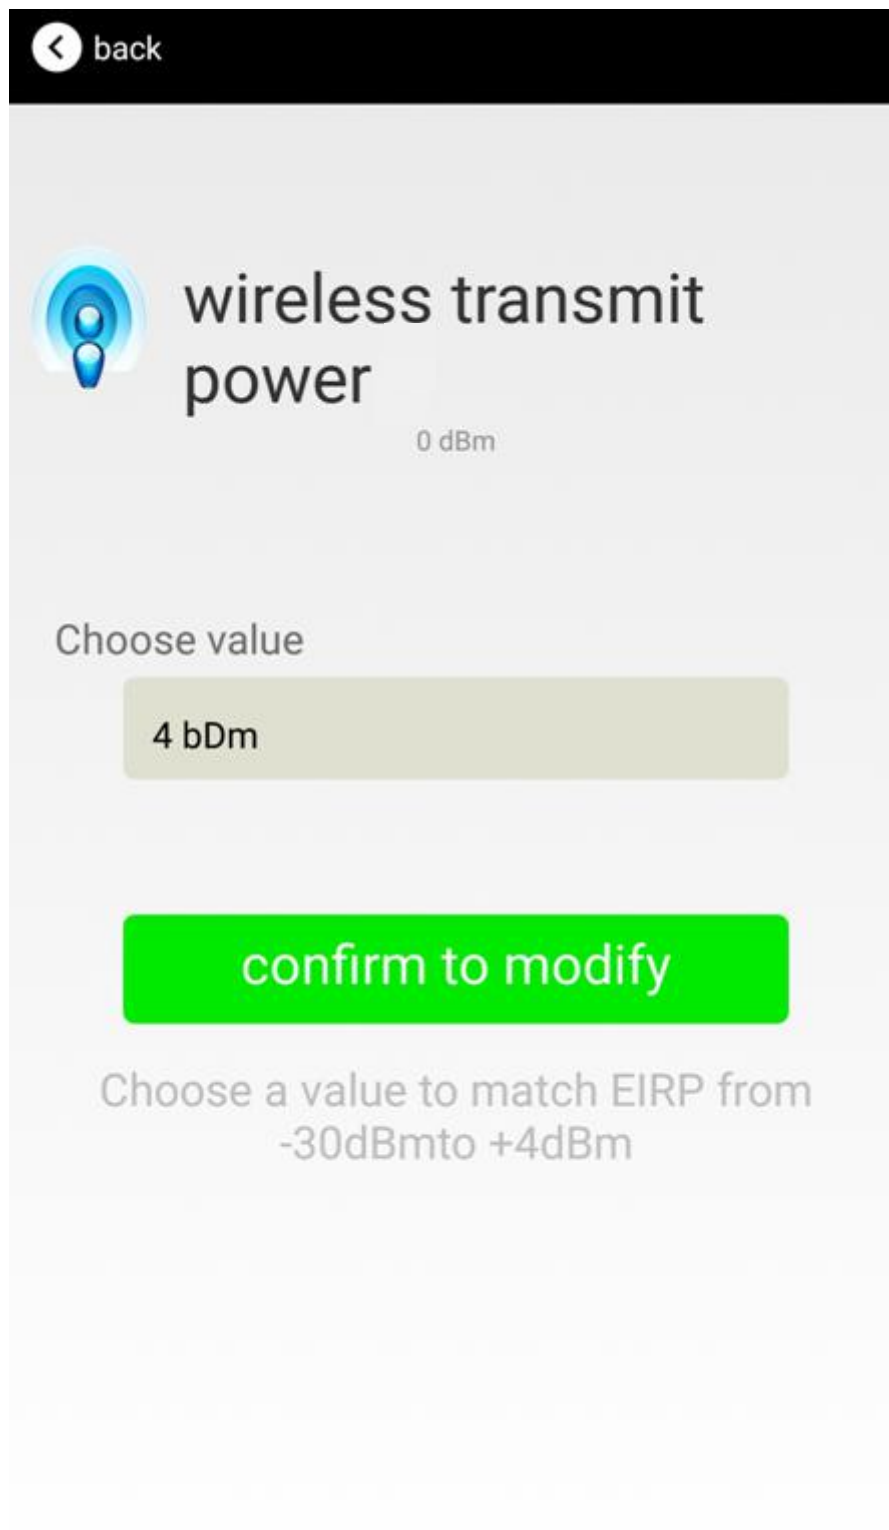 back
wireless transmit
power
0 dBm
Choose value
4 bDm
confirm to modify
Choose a value to match EIRP from
-30dBmto +4dBm